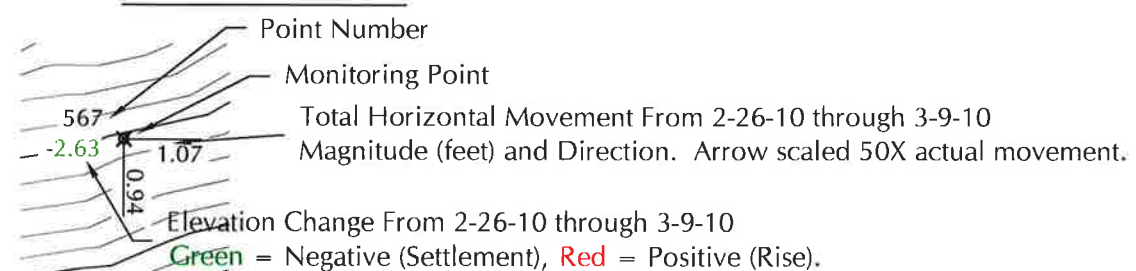 Point Number
Monitoring Point
567
Total Horizontal Movement From 2-26-10 through 3-9-10
-2.63
1.07
Magnitude (feet) and Direction. Arrow scaled 50X actual movement.
0.94
Elevation Change From 2-26-10 through 3-9-10
Green = Negative (Settlement), Red = Positive (Rise).